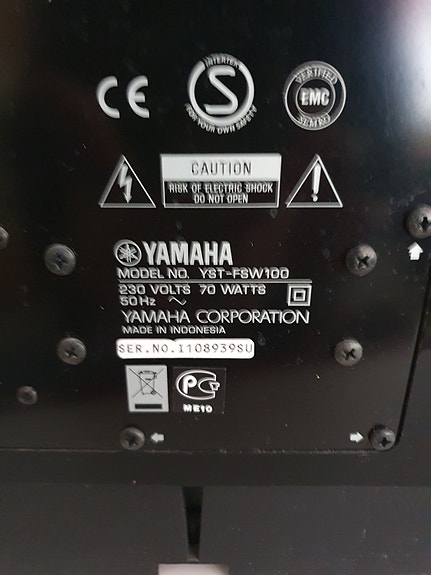 CE
INTERTEK
S
FOR YOUR OWN SAFETY
VERIFIED
EMC
SEMKO
CAUTION
RISK OF ELECTRIC SHOCK
DO NOT OPEN
YAMAHA
MODEL NO. YST-FSW100
230 VOLTS 70 WATTS
50Hz ~
YAMAHA CORPORATION
MADE IN INDONESIA
SER.NO.1108939SU
PG
ME10